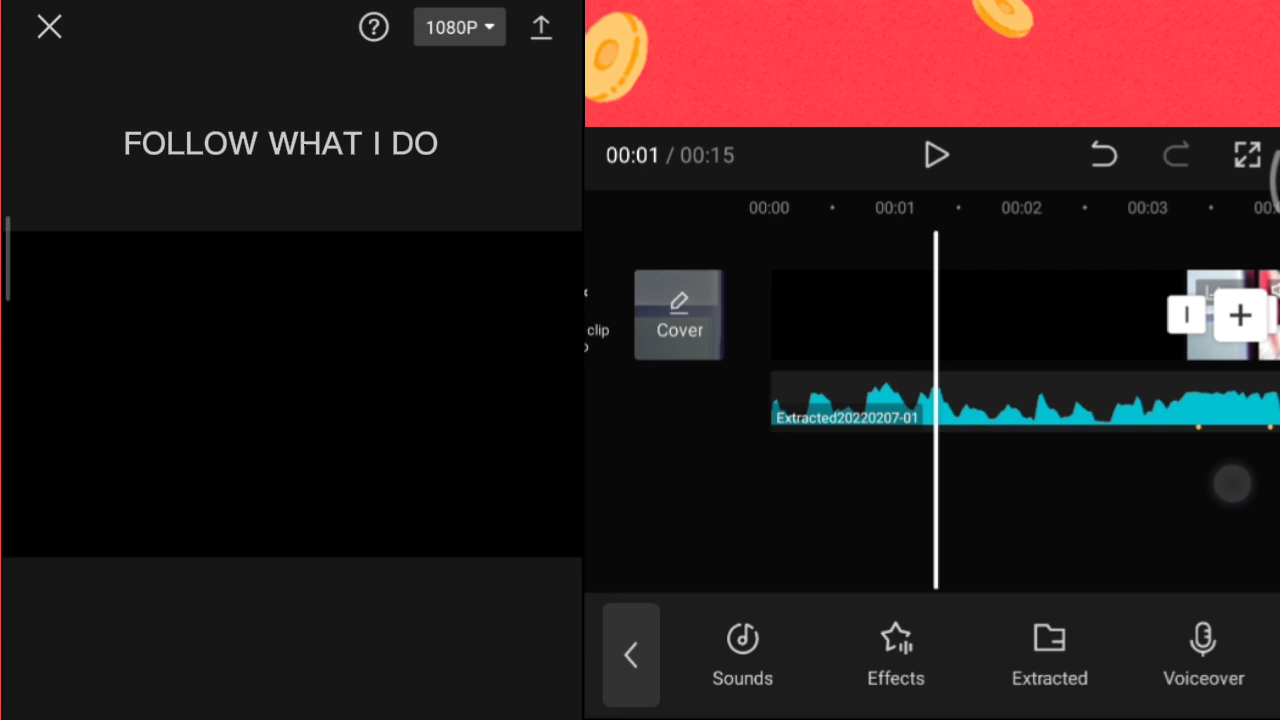 1080P
FOLLOW WHAT I DO
00:01 / 00:15
00:00
00:01
00:02
00:03
clip
Cover
Extracted20220207-01
Sounds
Effects
Extracted
Voiceover